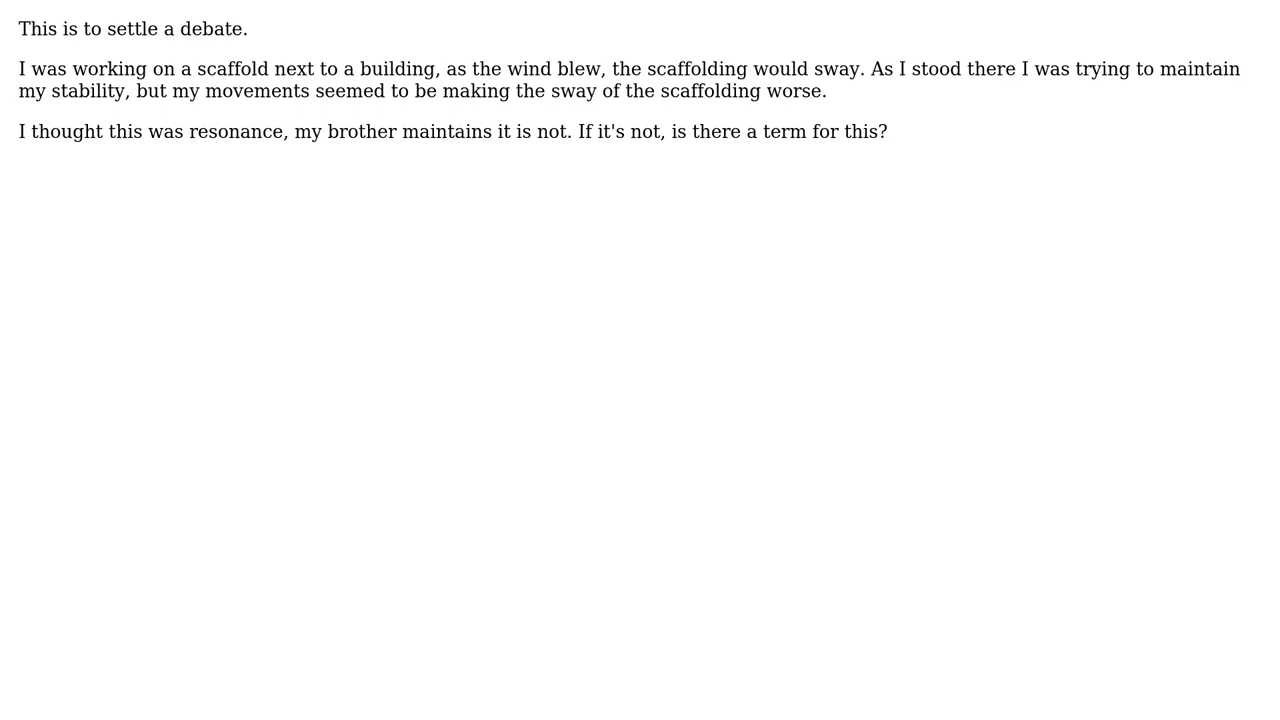 This is to settle a debate.
I was working on a scaffold next to a building, as the wind blew, the scaffolding would sway. As I stood there I was trying to maintain
my stability, but my movements seemed to be making the sway of the scaffolding worse.
I thought this was resonance, my brother maintains it is not. If it's not, is there a term for this?